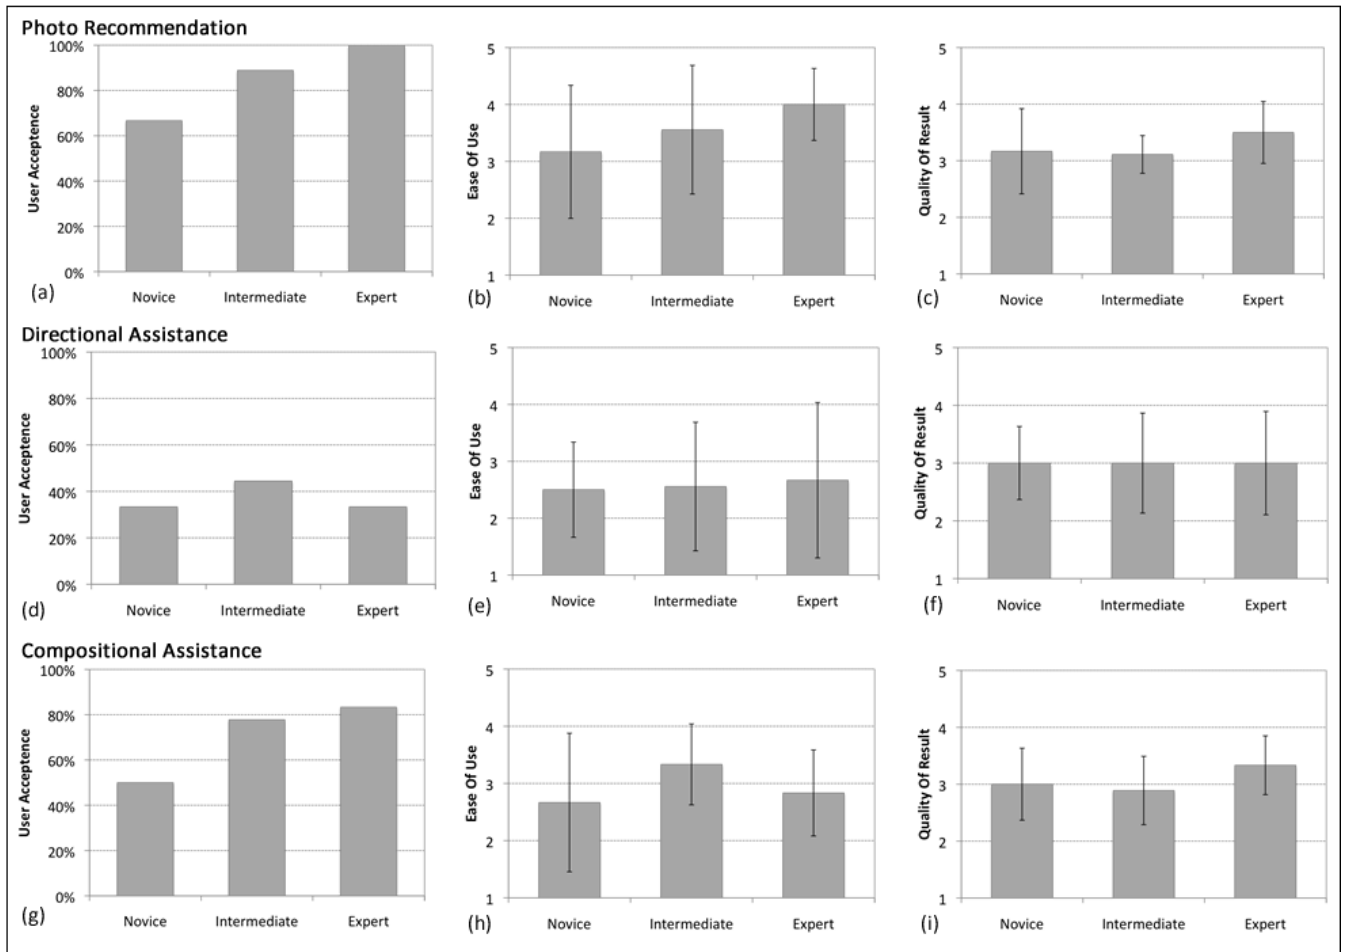 Photo Recommendation
100%
80%
60%
40%
20%
0%
User Acceptence
Novice Intermediate Expert
(a)
5
4
3
2
1
Ease Of Use
Novice Intermediate Expert
(b)
5
4
3
2
1
Quality Of Result
Novice Intermediate Expert
(c)
Directional Assistance
100%
80%
60%
40%
20%
0%
User Acceptence
Novice Intermediate Expert
(d)
5
4
3
2
1
Ease Of Use
Novice Intermediate Expert
(e)
5
4
3
2
1
Quality Of Result
Novice Intermediate Expert
(f)
Compositional Assistance
100%
80%
60%
40%
20%
0%
User Acceptence
Novice Intermediate Expert
(g)
5
4
3
2
1
Ease Of Use
Novice Intermediate Expert
(h)
5
4
3
2
1
Quality Of Result
Novice Intermediate Expert
(i)